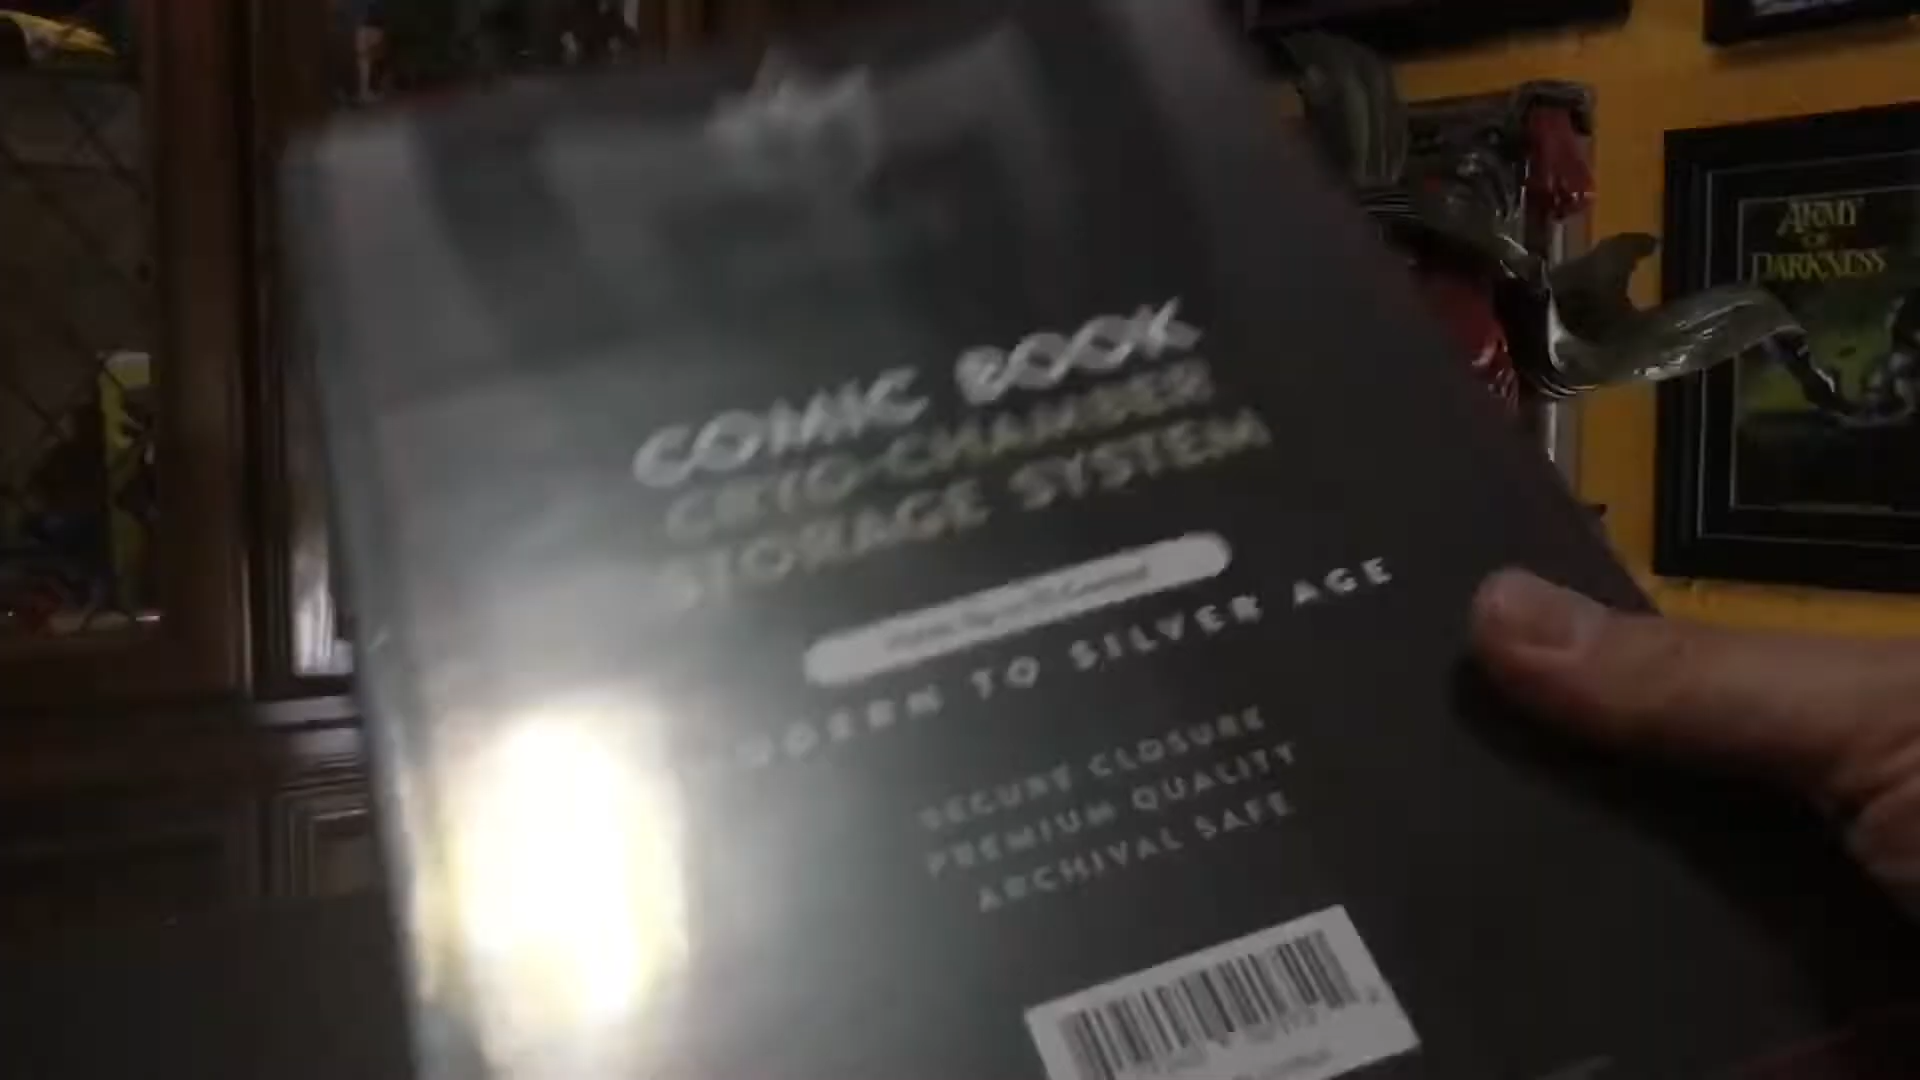 COMIC BOOK
CRYO-CHAMBER
STORAGE SYSTEM
MODERN TO SILVER AGE
SECURE CLOSURE
PREMIUM QUALITY
ARCHIVAL SAFE
ARMY
OF
DARKNESS